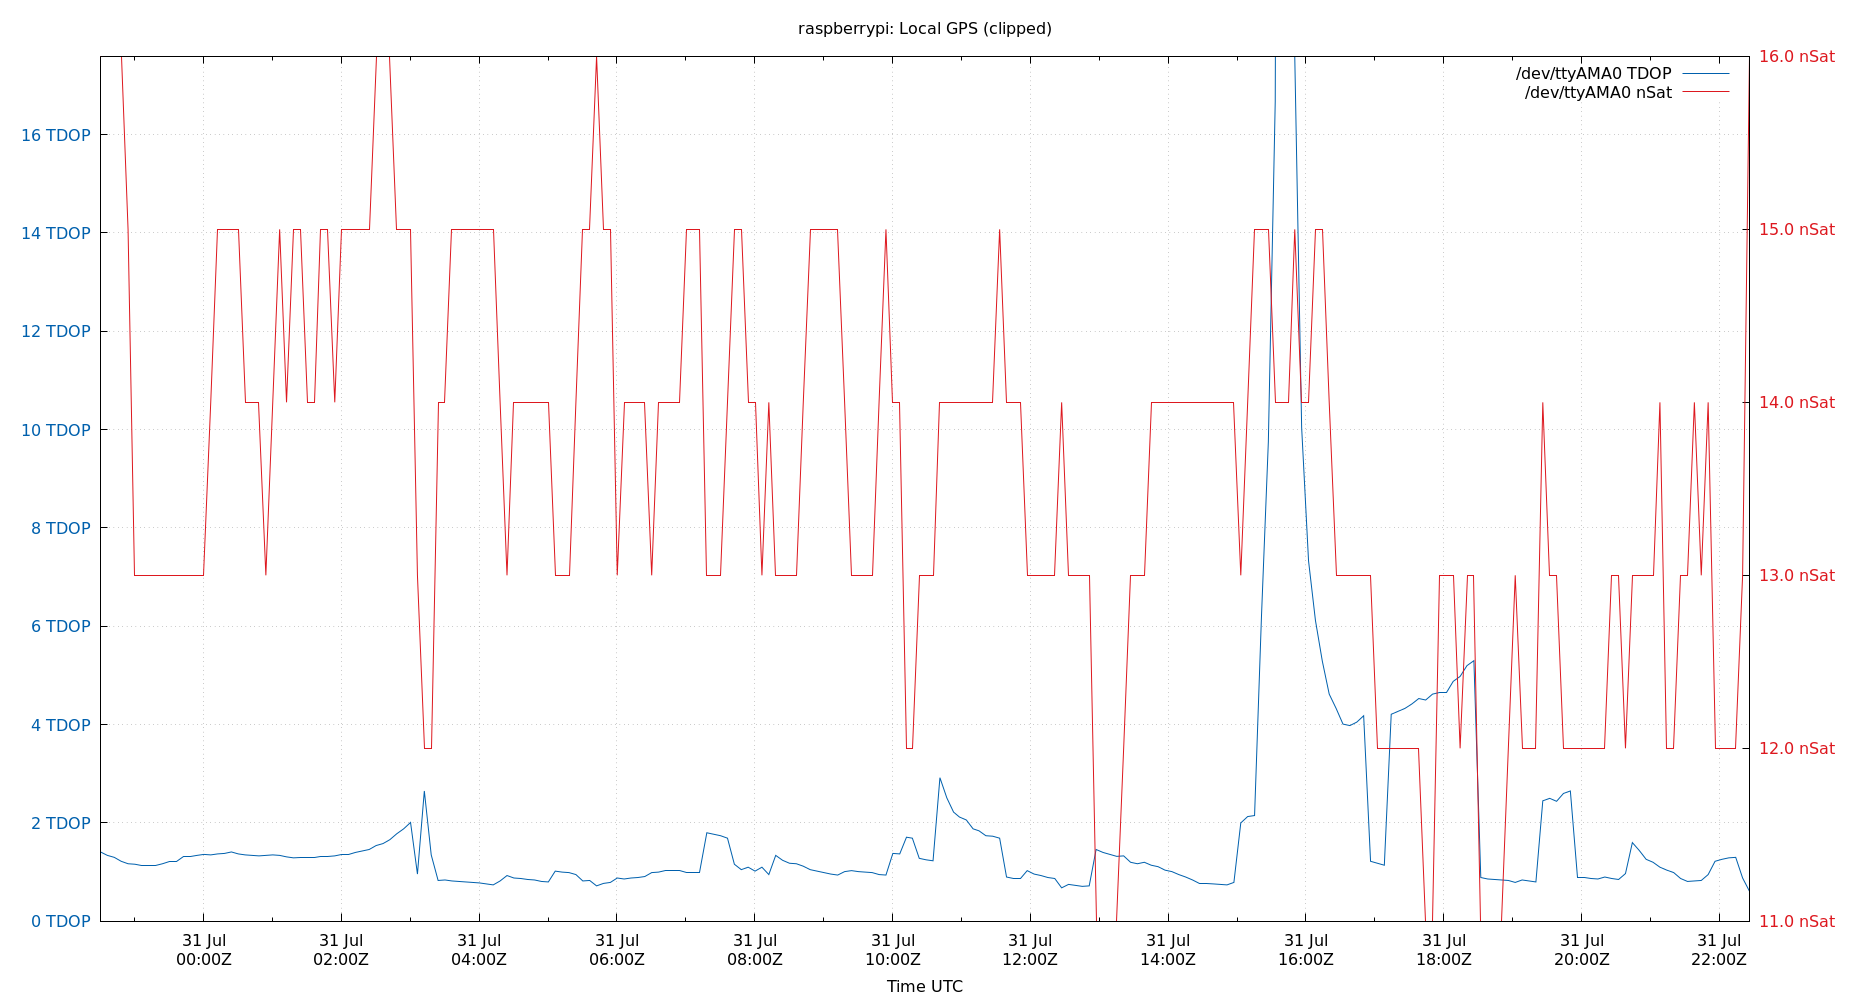 raspberrypi: Local GPS (clipped)
/dev/ttyAMA0 TDOP
/dev/ttyAMA0 nSat
16 TDOP
14 TDOP
12 TDOP
10 TDOP
8 TDOP
6 TDOP
4 TDOP
2 TDOP
0 TDOP
16.0 nSat
15.0 nSat
14.0 nSat
13.0 nSat
12.0 nSat
11.0 nSat
31 Jul
00:00Z
31 Jul
02:00Z
31 Jul
04:00Z
31 Jul
06:00Z
31 Jul
08:00Z
31 Jul
10:00Z
31 Jul
12:00Z
31 Jul
14:00Z
31 Jul
16:00Z
31 Jul
18:00Z
31 Jul
20:00Z
31 Jul
22:00Z
Time UTC